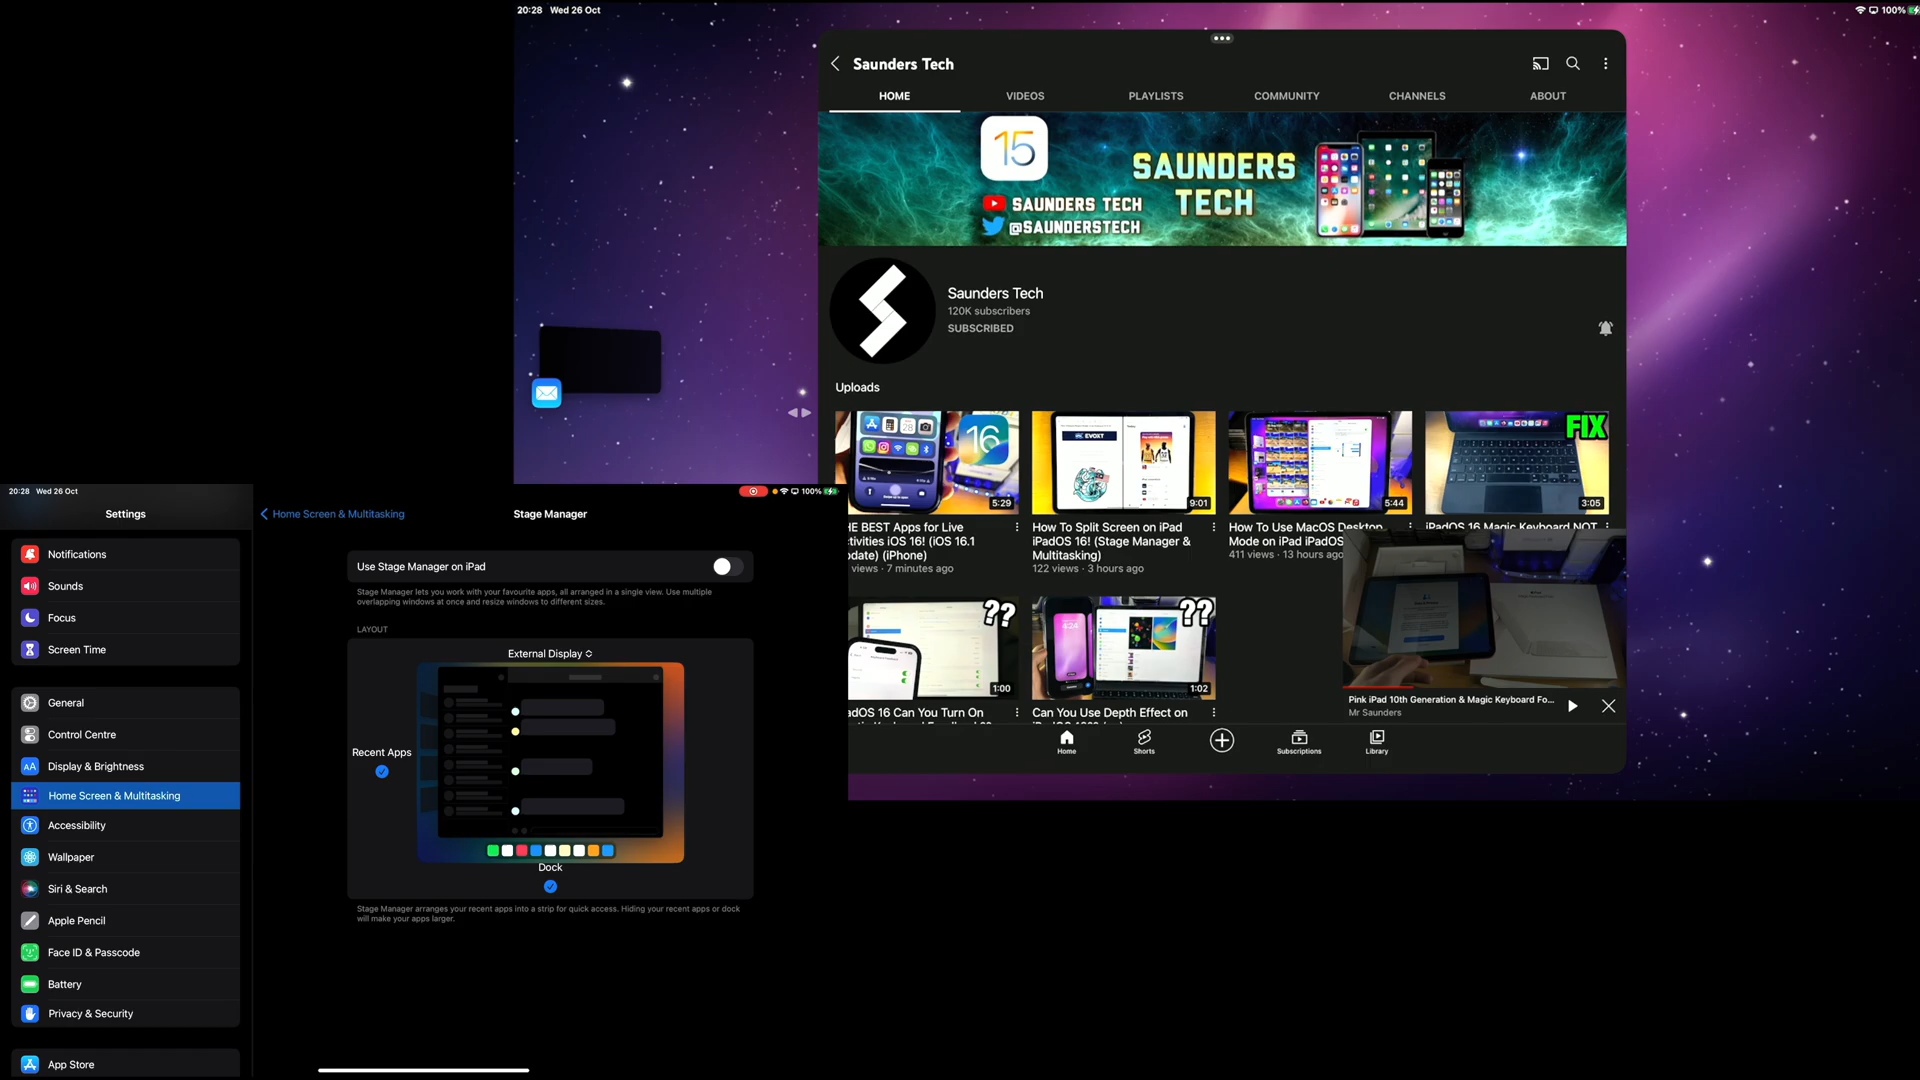 20:28 Wed 26 Oct
100%
Saunders Tech
HOME VIDEOS PLAYLISTS COMMUNITY CHANNELS ABOUT
15
SAUNDERS TECH
SAUNDERS TECH
@SAUNDERSTECH
Saunders Tech
120K subscribers
SUBSCRIBED
Uploads
16
5:29
EVOXT
9:01
5:44
FIX
3:05
HE BEST Apps for Live
ctivities iOS 16! (iOS 16.1
pdate) (iPhone)
views · 7 minutes ago
How To Split Screen on iPad
iPadOS 16! (Stage Manager &
Multitasking)
122 views · 3 hours ago
How To Use MacOS Desktop
Mode on iPad iPadOS
411 views · 13 hours ago
iPadOS 16 Magic Keyboard NOT
??
1:00
??
1:02
adOS 16 Can You Turn On
Can You Use Depth Effect on
Pink iPad 10th Generation & Magic Keyboard Fo...
Mr Saunders
Home
Shorts
Subscriptions
Library
20:28 Wed 26 Oct
100%
Settings
Notifications
Sounds
Focus
Screen Time
General
Control Centre
Display & Brightness
Home Screen & Multitasking
Accessibility
Wallpaper
Siri & Search
Apple Pencil
Face ID & Passcode
Battery
Privacy & Security
App Store
Home Screen & Multitasking
Stage Manager
Use Stage Manager on iPad
Stage Manager lets you work with your favourite apps, all arranged in a single view. Use multiple
overlapping windows at once and resize windows to different sizes.
LAYOUT
External Display
Recent Apps
Dock
Stage Manager arranges your recent apps into a strip for quick access. Hiding your recent apps or dock
will make your apps larger.